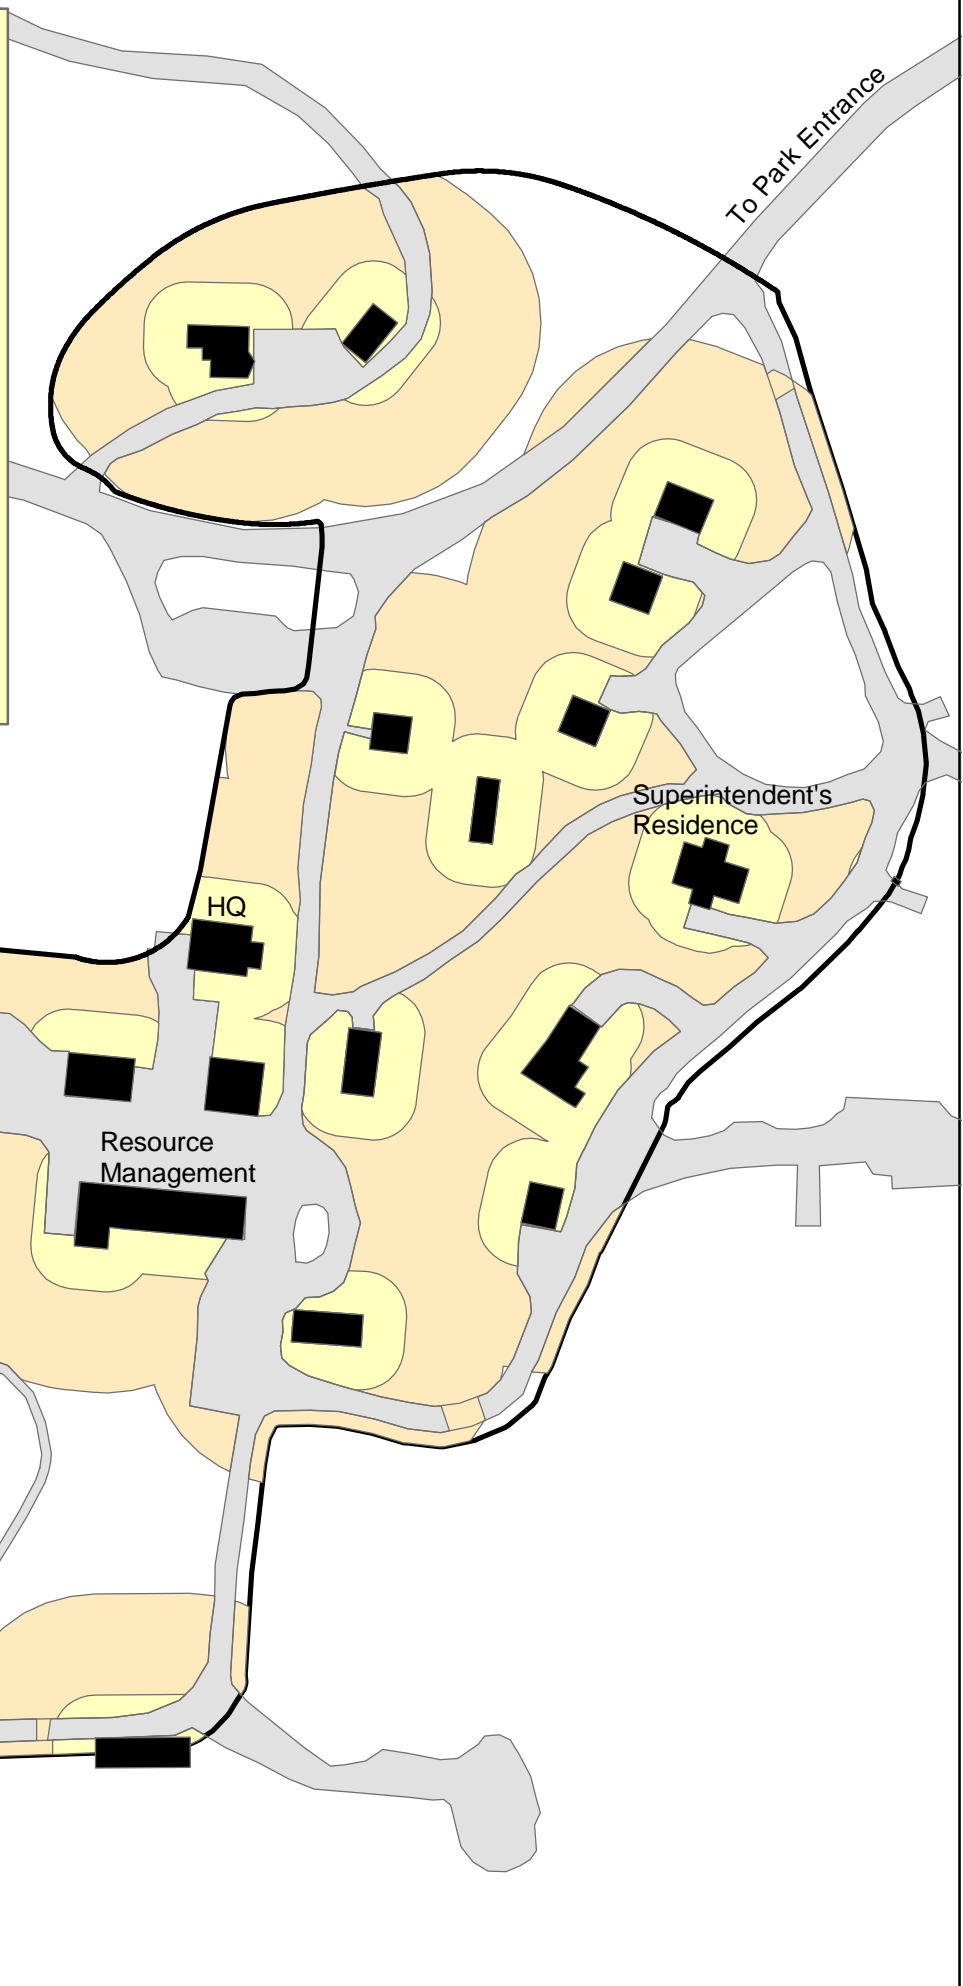 To Park Entrance
Superintendent's
Residence
HQ
Resource
Management